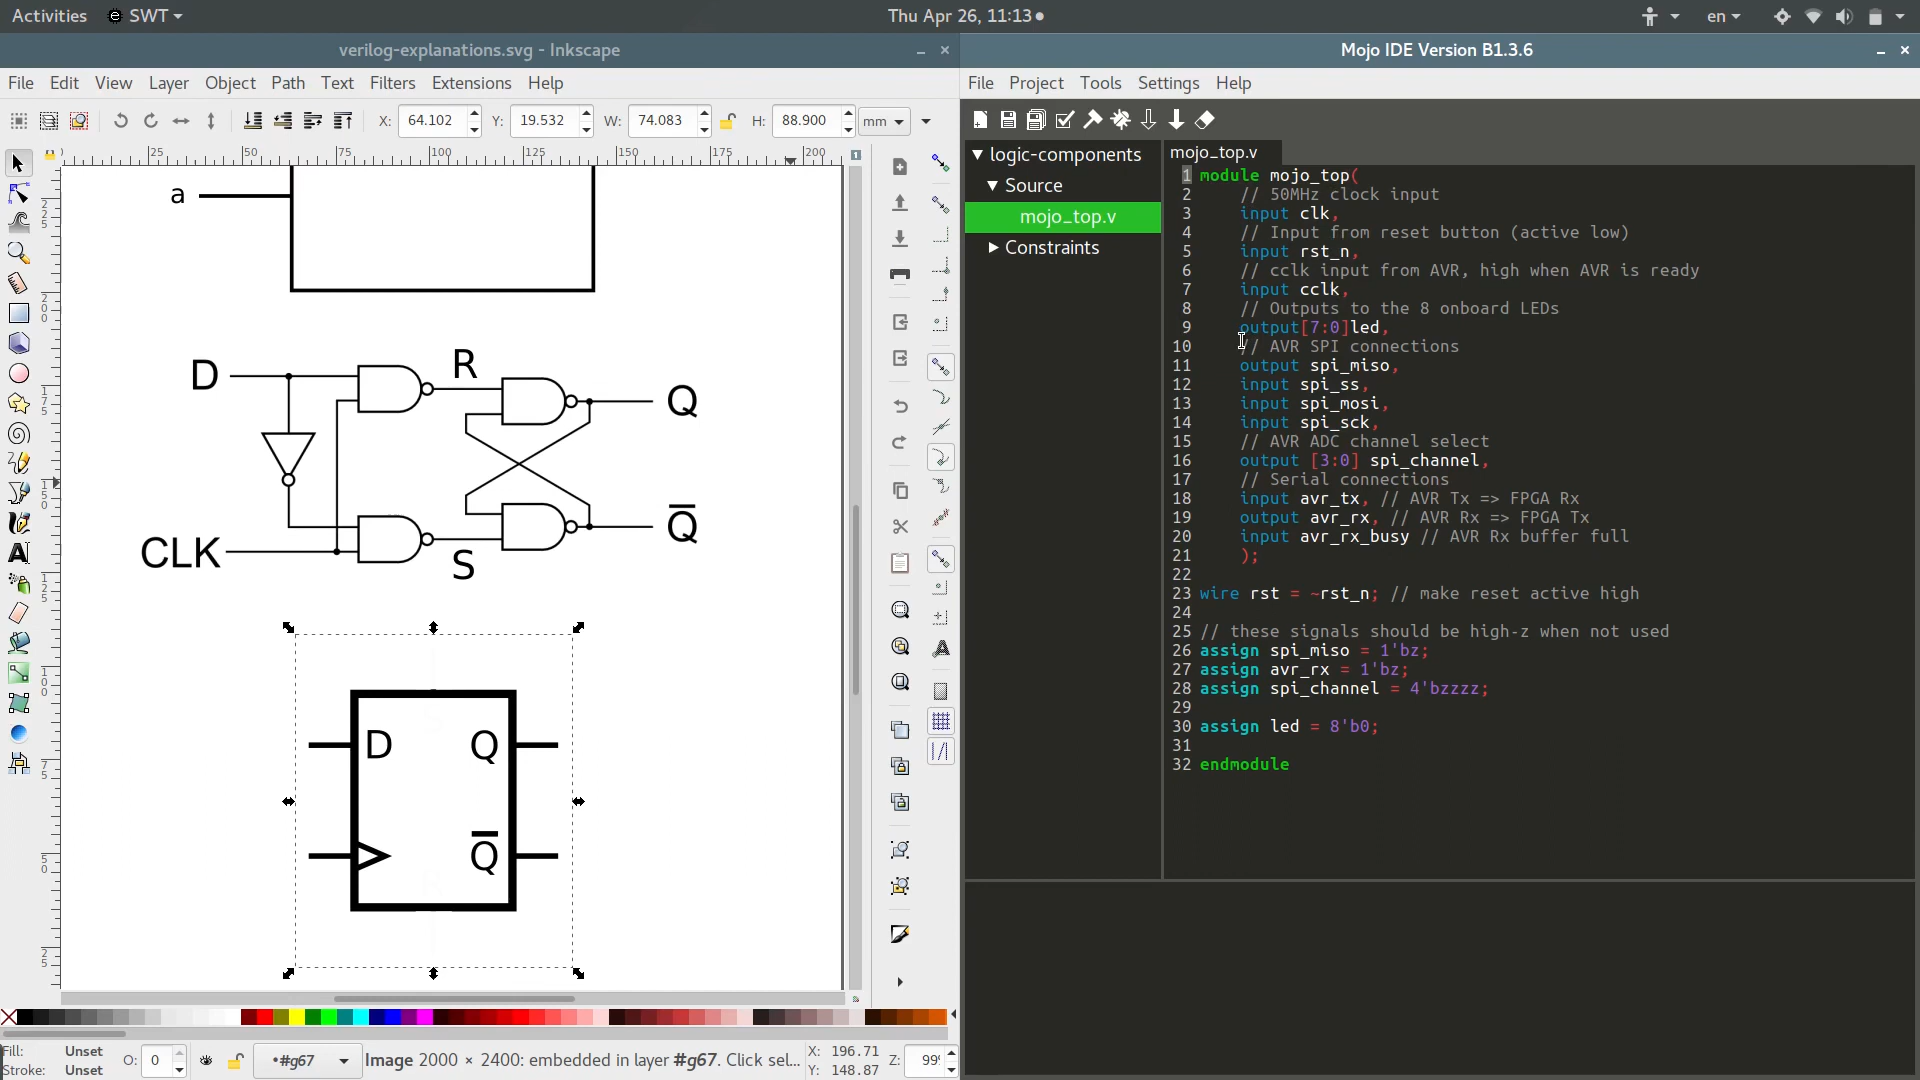 Activities SWT Thu Apr 26, 11:13 en
verilog-explanations.svg - Inkscape
File Edit View Layer Object Path Text Filters Extensions Help
X: 64.102 Y: 19.532 W: 74.083 H: 88.900 mm
25 50 75 100 125 150 175 200
a
D
R
Q
Q
CLK
S
D Q
Q
Fill: Unset
Stroke: Unset
O: 0
•#g67
Image 2000 × 2400: embedded in layer #g67. Click sel...
X: 196.71
Y: 148.87
Z: 99
Mojo IDE Version B1.3.6
File Project Tools Settings Help
logic-components
Source
mojo_top.v
Constraints
mojo_top.v
1 module mojo_top(
2 // 50MHz clock input
3 input clk,
4 // Input from reset button (active low)
5 input rst_n,
6 // cclk input from AVR, high when AVR is ready
7 input cclk,
8 // Outputs to the 8 onboard LEDs
9 output[7:0]led,
10 // AVR SPI connections
11 output spi_miso,
12 input spi_ss,
13 input spi_mosi,
14 input spi_sck,
15 // AVR ADC channel select
16 output [3:0] spi_channel,
17 // Serial connections
18 input avr_tx, // AVR Tx => FPGA Rx
19 output avr_rx, // AVR Rx => FPGA Tx
20 input avr_rx_busy // AVR Rx buffer full
21 );
22
23 wire rst = ~rst_n; // make reset active high
24
25 // these signals should be high-z when not used
26 assign spi_miso = 1'bz;
27 assign avr_rx = 1'bz;
28 assign spi_channel = 4'bzzzz;
29
30 assign led = 8'b0;
31
32 endmodule